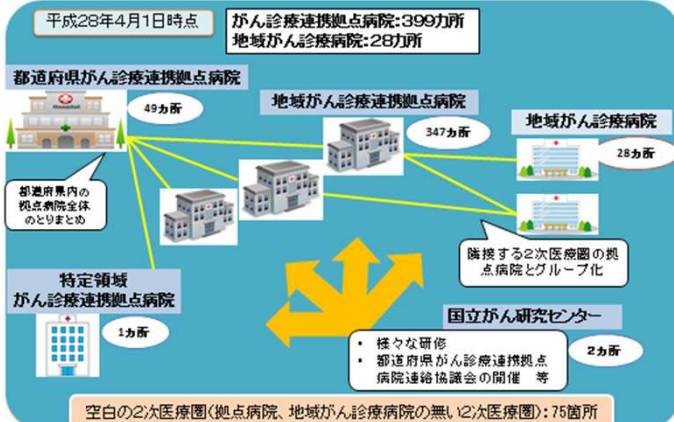 平成28年4月1日時点
がん診療連携拠点病院:399カ所
地域がん診療病院:28カ所
都道府県がん診療連携拠点病院
49カ所
地域がん診療連携拠点病院
347カ所
地域がん診療病院
28カ所
都道府県内の
拠点病院全体
のとりまとめ
隣接する2次医療圏の拠
点病院とグループ化
特定領域
がん診療連携拠点病院
1カ所
国立がん研究センター
2カ所
• 様々な研修
• 都道府県がん診療連携拠点
病院連絡協議会の開催 等
空白の2次医療圏(拠点病院、地域がん診療病院の無い2次医療圏):75箇所